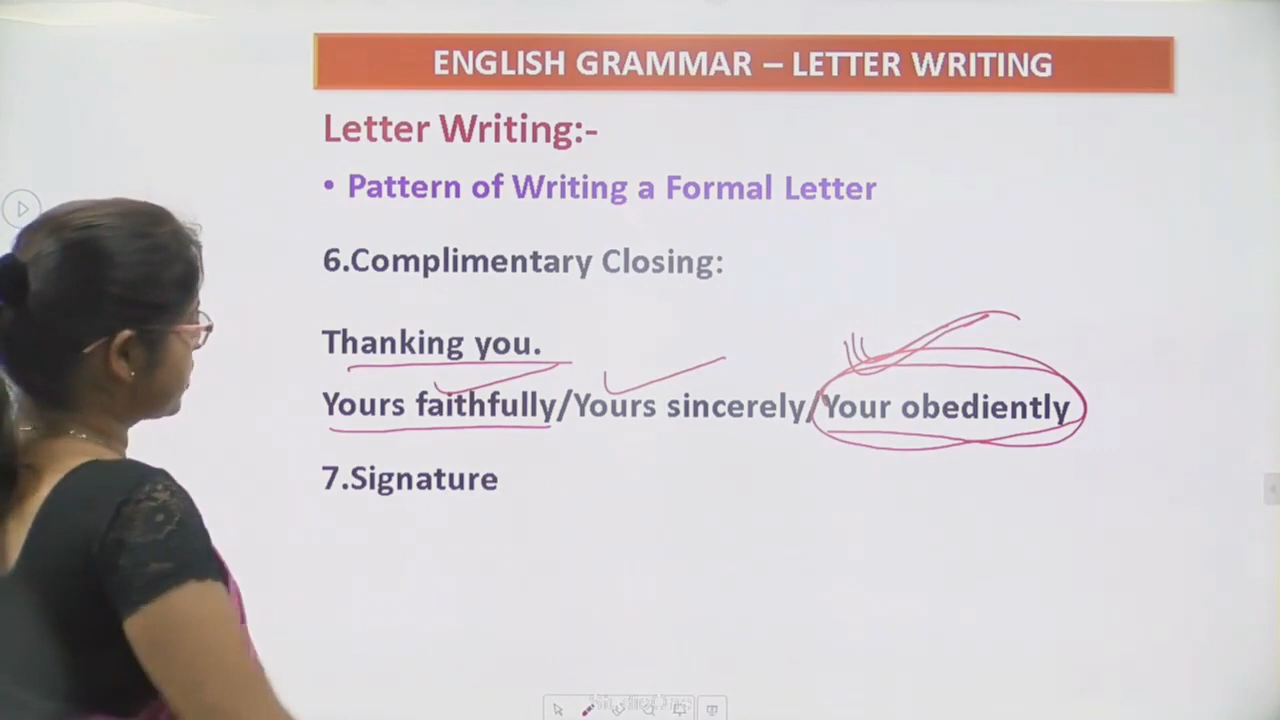 ENGLISH GRAMMAR – LETTER WRITING
Letter Writing:-
• Pattern of Writing a Formal Letter
6.Complimentary Closing:
Thanking you.
Yours faithfully/Yours sincerely/Your obediently
7.Signature